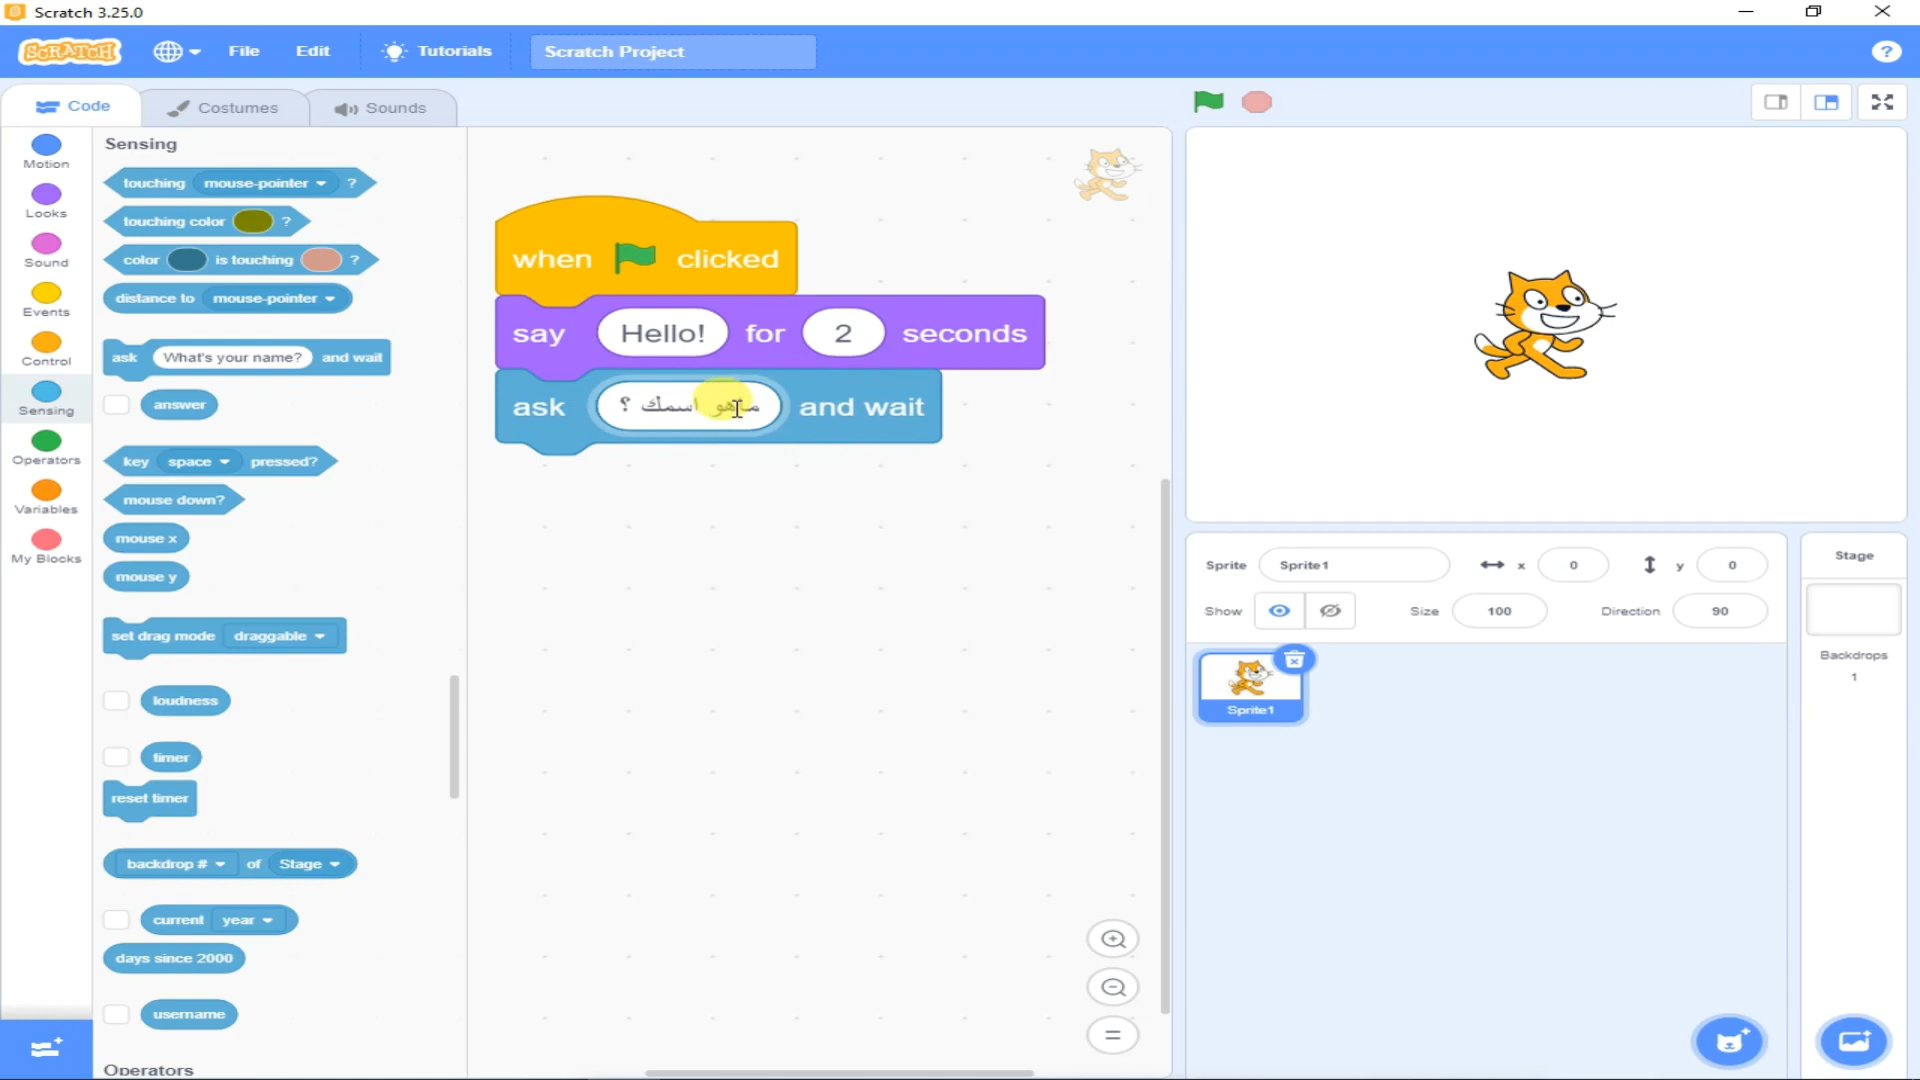 Scratch 3.25.0
SCRATCH File Edit Tutorials Scratch Project ?
Code Costumes Sounds
Motion
Looks
Sound
Events
Control
Sensing
Operators
Variables
My Blocks
Sensing
touching mouse-pointer ?
touching color ?
color is touching ?
distance to mouse-pointer
ask What's your name? and wait
answer
key space pressed?
mouse down?
mouse x
mouse y
set drag mode draggable
loudness
timer
reset timer
backdrop # of Stage
current year
days since 2000
username
Operators
when clicked
say Hello! for 2 seconds
ask ماهو اسمك ؟ and wait
Sprite Sprite1 x 0 y 0
Show Size 100 Direction 90
Sprite1
Stage
Backdrops
1